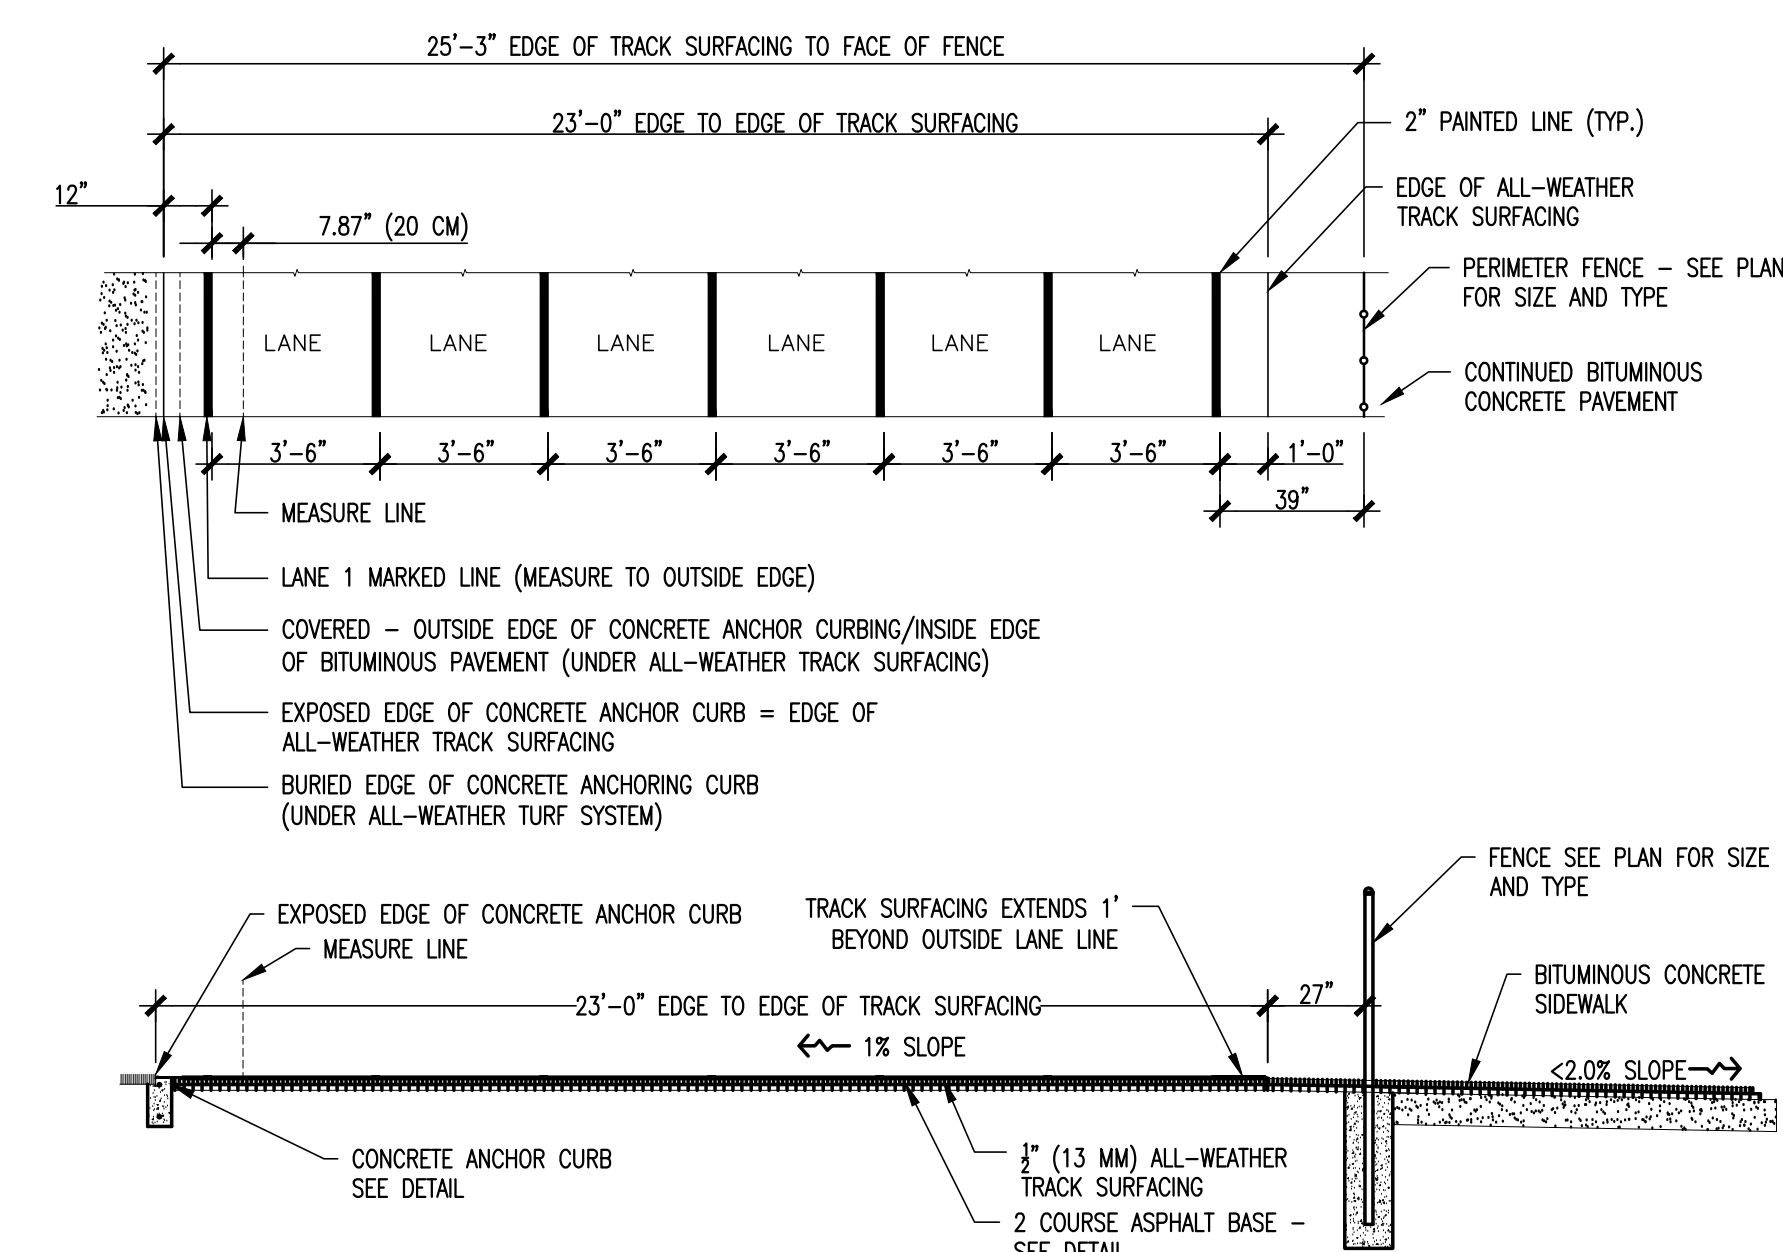 25'-3" EDGE OF TRACK SURFACING TO FACE OF FENCE
23'-0" EDGE TO EDGE OF TRACK SURFACING
2" PAINTED LINE (TYP.)
12"
EDGE OF ALL-WEATHER
TRACK SURFACING
7.87" (20 CM)
PERIMETER FENCE - SEE PLAN
FOR SIZE AND TYPE
LANE LANE LANE LANE LANE LANE
CONTINUED BITUMINOUS
CONCRETE PAVEMENT
3'-6" 3'-6" 3'-6" 3'-6" 3'-6" 3'-6" 1'-0"
39"
MEASURE LINE
LANE 1 MARKED LINE (MEASURE TO OUTSIDE EDGE)
COVERED - OUTSIDE EDGE OF CONCRETE ANCHOR CURBING/INSIDE EDGE
OF BITUMINOUS PAVEMENT (UNDER ALL-WEATHER TRACK SURFACING)
EXPOSED EDGE OF CONCRETE ANCHOR CURB = EDGE OF
ALL-WEATHER TRACK SURFACING
BURIED EDGE OF CONCRETE ANCHORING CURB
(UNDER ALL-WEATHER TURF SYSTEM)
FENCE SEE PLAN FOR SIZE
AND TYPE
EXPOSED EDGE OF CONCRETE ANCHOR CURB
MEASURE LINE
TRACK SURFACING EXTENDS 1'
BEYOND OUTSIDE LANE LINE
BITUMINOUS CONCRETE
SIDEWALK
23'-0" EDGE TO EDGE OF TRACK SURFACING
27"
1% SLOPE
<2.0% SLOPE
CONCRETE ANCHOR CURB
SEE DETAIL
½" (13 MM) ALL-WEATHER
TRACK SURFACING
2 COURSE ASPHALT BASE -
SEE DETAIL